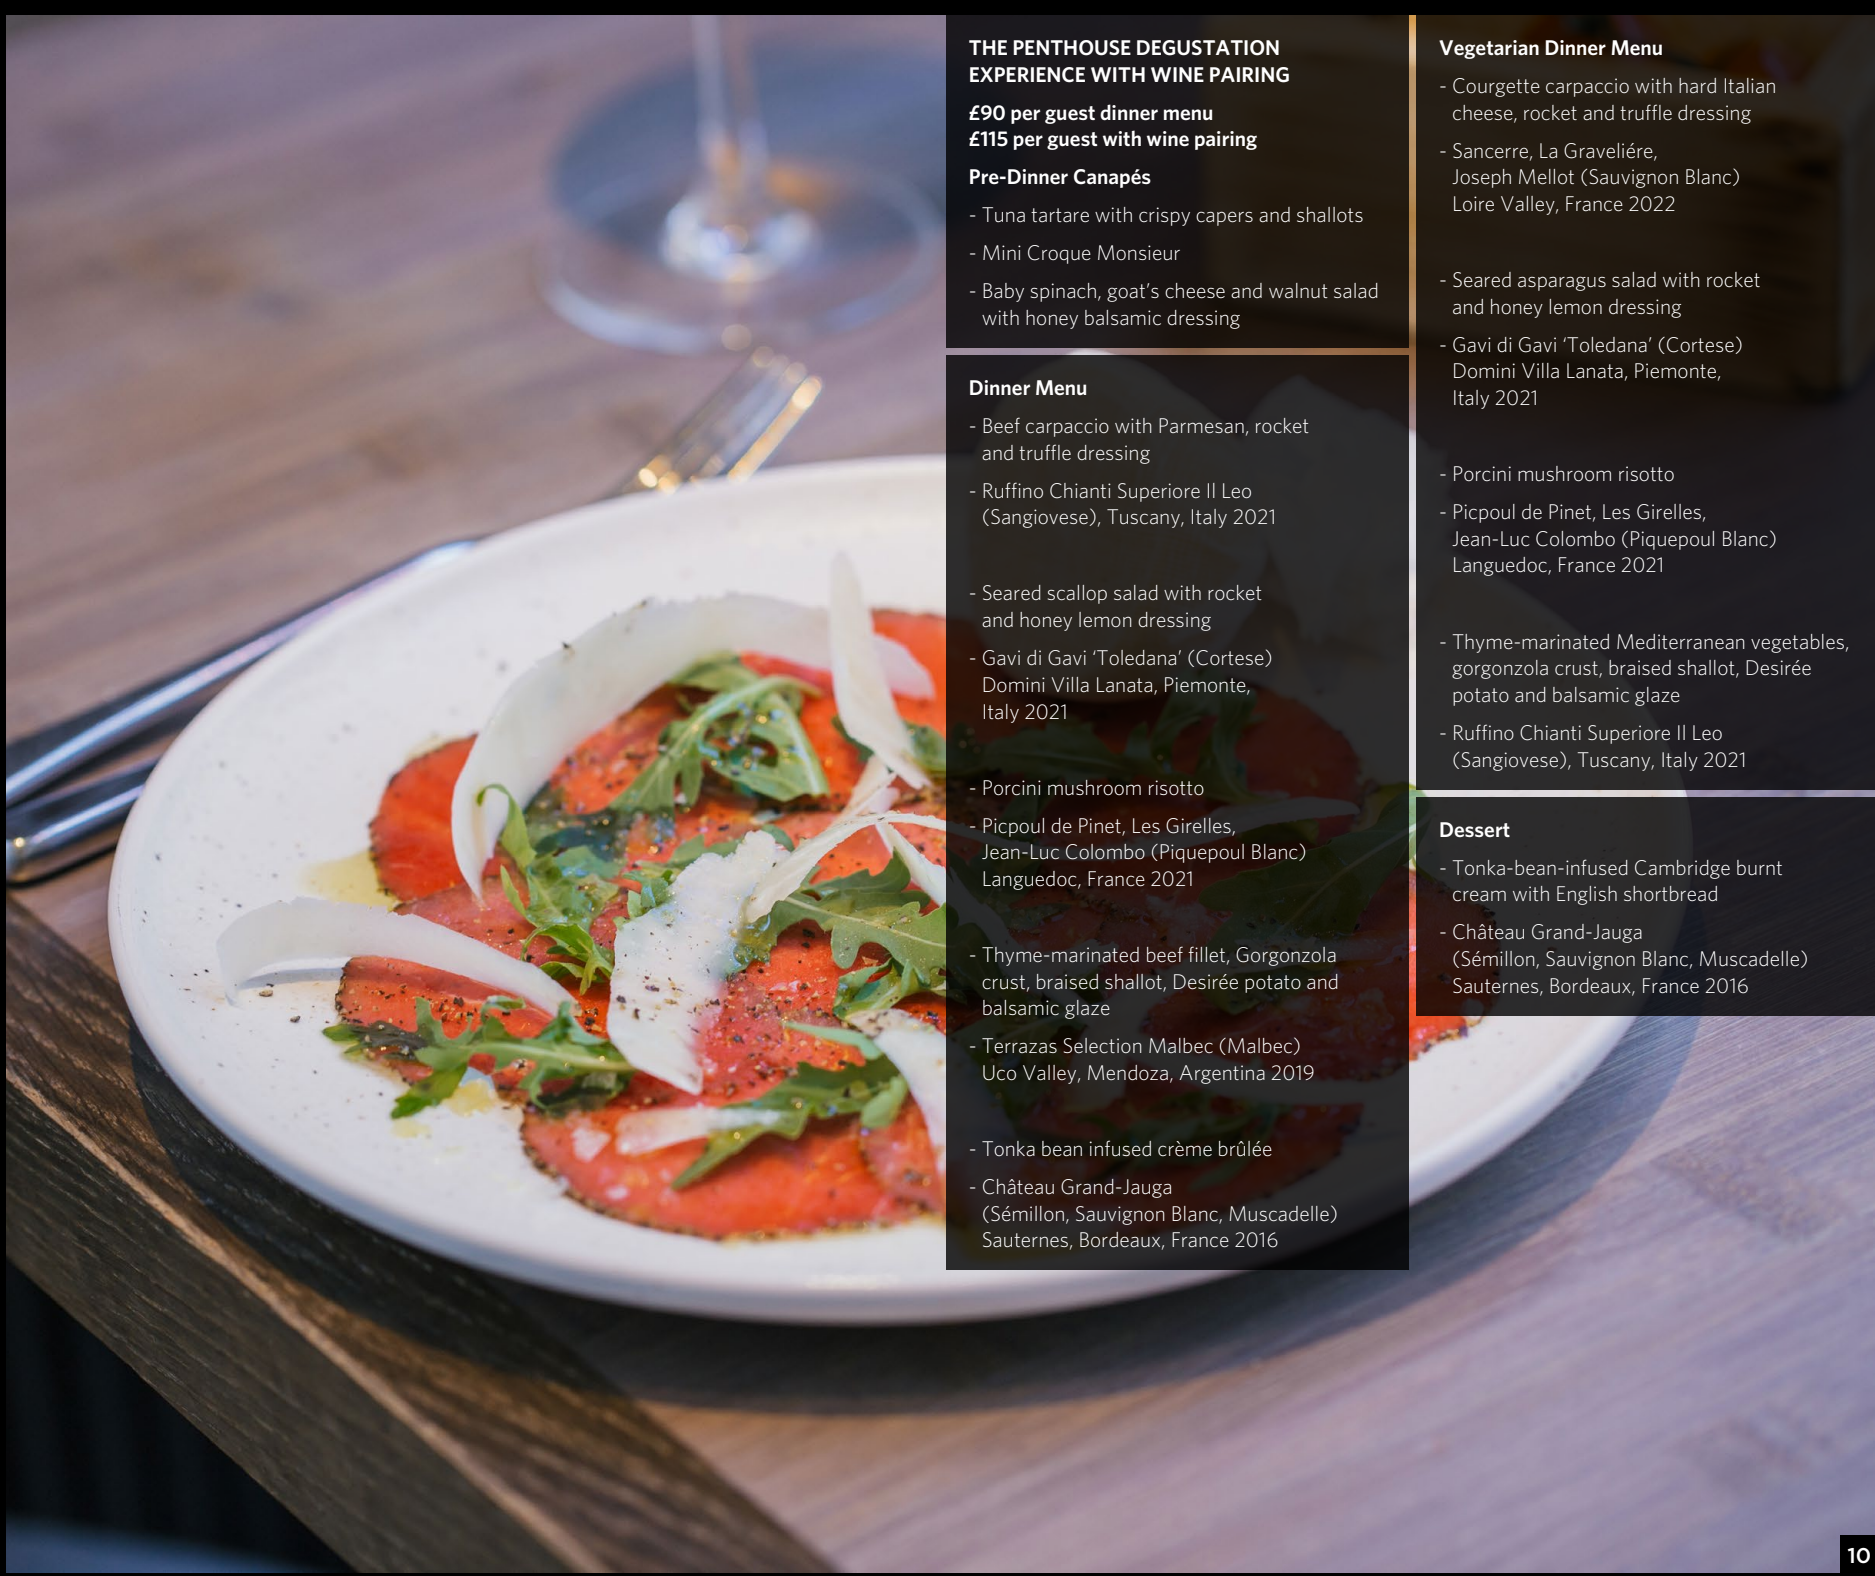 THE PENTHOUSE DEGUSTATION
EXPERIENCE WITH WINE PAIRING
£90 per guest dinner menu
£115 per guest with wine pairing
Pre-Dinner Canapés
- Tuna tartare with crispy capers and shallots
- Mini Croque Monsieur
- Baby spinach, goat’s cheese and walnut salad
with honey balsamic dressing
Dinner Menu
- Beef carpaccio with Parmesan, rocket
and truffle dressing
- Ruffino Chianti Superiore Il Leo
(Sangiovese), Tuscany, Italy 2021
- Seared scallop salad with rocket
and honey lemon dressing
- Gavi di Gavi ‘Toledana’ (Cortese)
Domini Villa Lanata, Piemonte,
Italy 2021
- Porcini mushroom risotto
- Picpoul de Pinet, Les Girelles,
Jean-Luc Colombo (Piquepoul Blanc)
Languedoc, France 2021
- Thyme-marinated beef fillet, Gorgonzola
crust, braised shallot, Desirée potato and
balsamic glaze
- Terrazas Selection Malbec (Malbec)
Uco Valley, Mendoza, Argentina 2019
- Tonka bean infused crème brûlée
- Château Grand-Jauga
(Sémillon, Sauvignon Blanc, Muscadelle)
Sauternes, Bordeaux, France 2016
Vegetarian Dinner Menu
- Courgette carpaccio with hard Italian
cheese, rocket and truffle dressing
- Sancerre, La Graveliére,
Joseph Mellot (Sauvignon Blanc)
Loire Valley, France 2022
- Seared asparagus salad with rocket
and honey lemon dressing
- Gavi di Gavi ‘Toledana’ (Cortese)
Domini Villa Lanata, Piemonte,
Italy 2021
- Porcini mushroom risotto
- Picpoul de Pinet, Les Girelles,
Jean-Luc Colombo (Piquepoul Blanc)
Languedoc, France 2021
- Thyme-marinated Mediterranean vegetables,
gorgonzola crust, braised shallot, Desirée
potato and balsamic glaze
- Ruffino Chianti Superiore Il Leo
(Sangiovese), Tuscany, Italy 2021
Dessert
- Tonka-bean-infused Cambridge burnt
cream with English shortbread
- Château Grand-Jauga
(Sémillon, Sauvignon Blanc, Muscadelle)
Sauternes, Bordeaux, France 2016
10